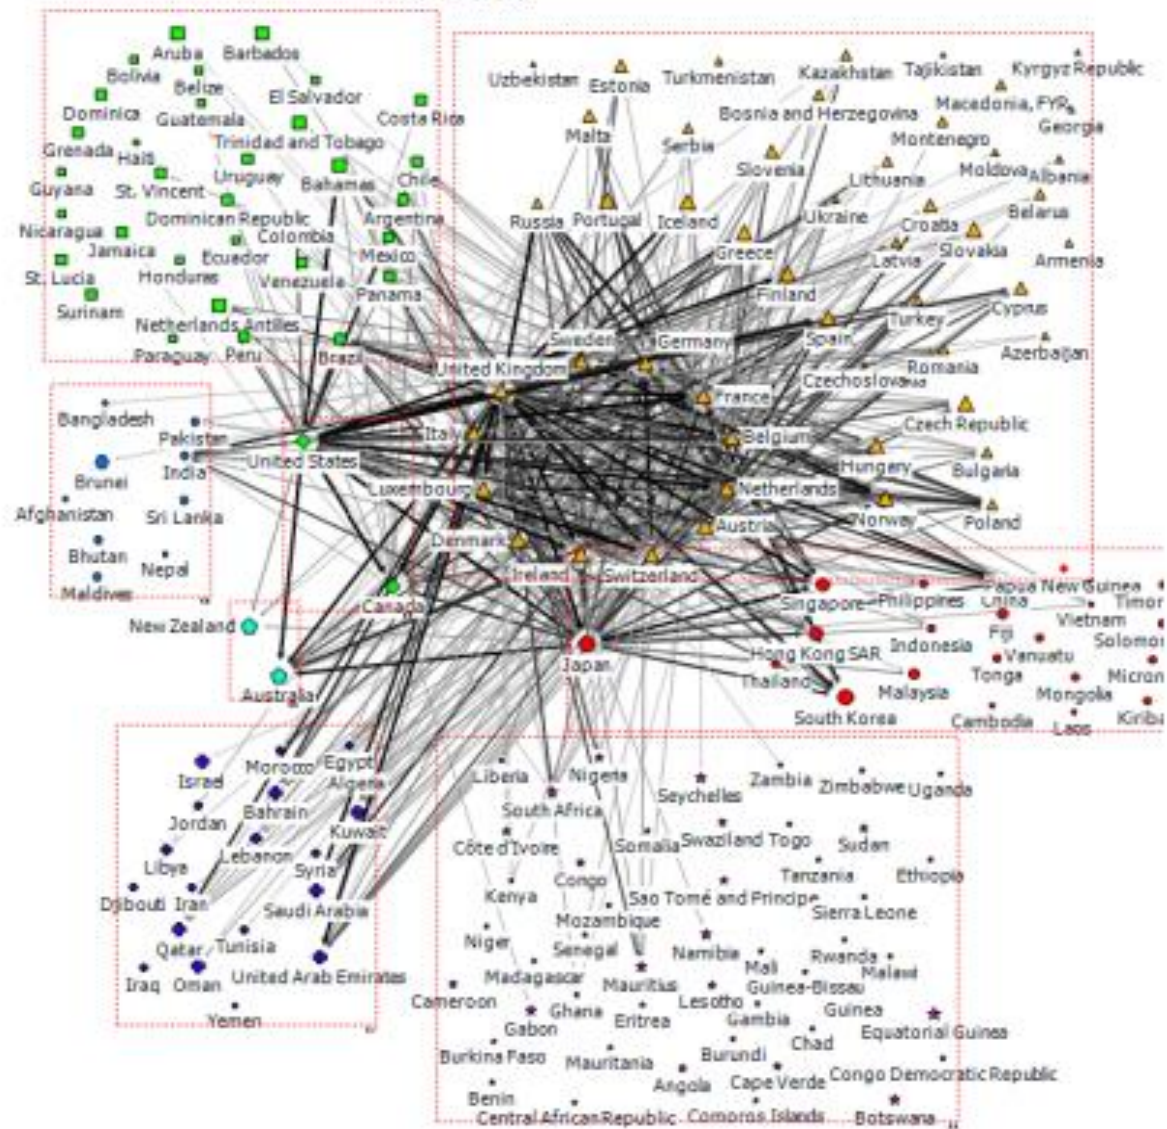 Aruba
Barbados
Bolivia
Belize
El Salvador
Dominica
Guatemala
Costa Rica
Trinidad and Tobago
Grenada
Haiti
Uruguay
Bahamas
Chile
Guyana
St. Vincent
Dominican Republic
Argentina
Nicaragua
Colombia
Jamaica
Ecuador
Mexico
St. Lucia
Honduras
Venezuela
Panama
Surinam
Netherlands Antilles
Paraguay
Peru
Brazil
Uzbekistan
Estonia
Turkmenistan
Kazakhstan
Tajikistan
Kyrgyz Republic
Bosnia and Herzegovina
Macedonia, FYR
Georgia
Malta
Serbia
Montenegro
Slovenia
Lithuania
Moldova
Albania
Russia
Portugal
Iceland
Ukraine
Croatia
Belarus
Greece
Latvia
Slovakia
Armenia
Finland
Turkey
Cyprus
Sweden
Germany
Spain
Azerbaijan
United Kingdom
Romania
Czechoslovakia
France
Czech Republic
Italy
Belgium
Hungary
Bulgaria
Luxembourg
Netherlands
Norway
Poland
Denmark
Austria
Ireland
Switzerland
Bangladesh
Pakistan
India
United States
Brunei
Afghanistan
Sri Lanka
Bhutan
Nepal
Maldives
Canada
New Zealand
Australia
Japan
Papua New Guinea
Singapore
Philippines
China
Timor
Vietnam
Hong Kong SAR
Indonesia
Fiji
Solomon
Vanuatu
Thailand
Malaysia
Tonga
Mongolia
Micron
South Korea
Cambodia
Laos
Kiriba
Israel
Morocco
Egypt
Algeria
Bahrain
Jordan
Kuwait
Libya
Lebanon
Syria
Djibouti
Iran
Saudi Arabia
Qatar
Tunisia
Iraq
Oman
United Arab Emirates
Yemen
Liberia
Nigeria
South Africa
Seychelles
Zambia
Zimbabwe
Uganda
Côte d'Ivoire
Somalia
Swaziland
Togo
Sudan
Congo
Tanzania
Ethiopia
Kenya
Sao Tomé and Principe
Mozambique
Sierra Leone
Niger
Senegal
Namibia
Mali
Rwanda
Malawi
Madagascar
Mauritius
Guinea-Bissau
Cameroon
Ghana
Lesotho
Guinea
Gabon
Eritrea
Gambia
Equatorial Guinea
Burkina Faso
Mauritania
Burundi
Chad
Angola
Cape Verde
Congo Democratic Republic
Benin
Central African Republic
Comoros Islands
Botswana